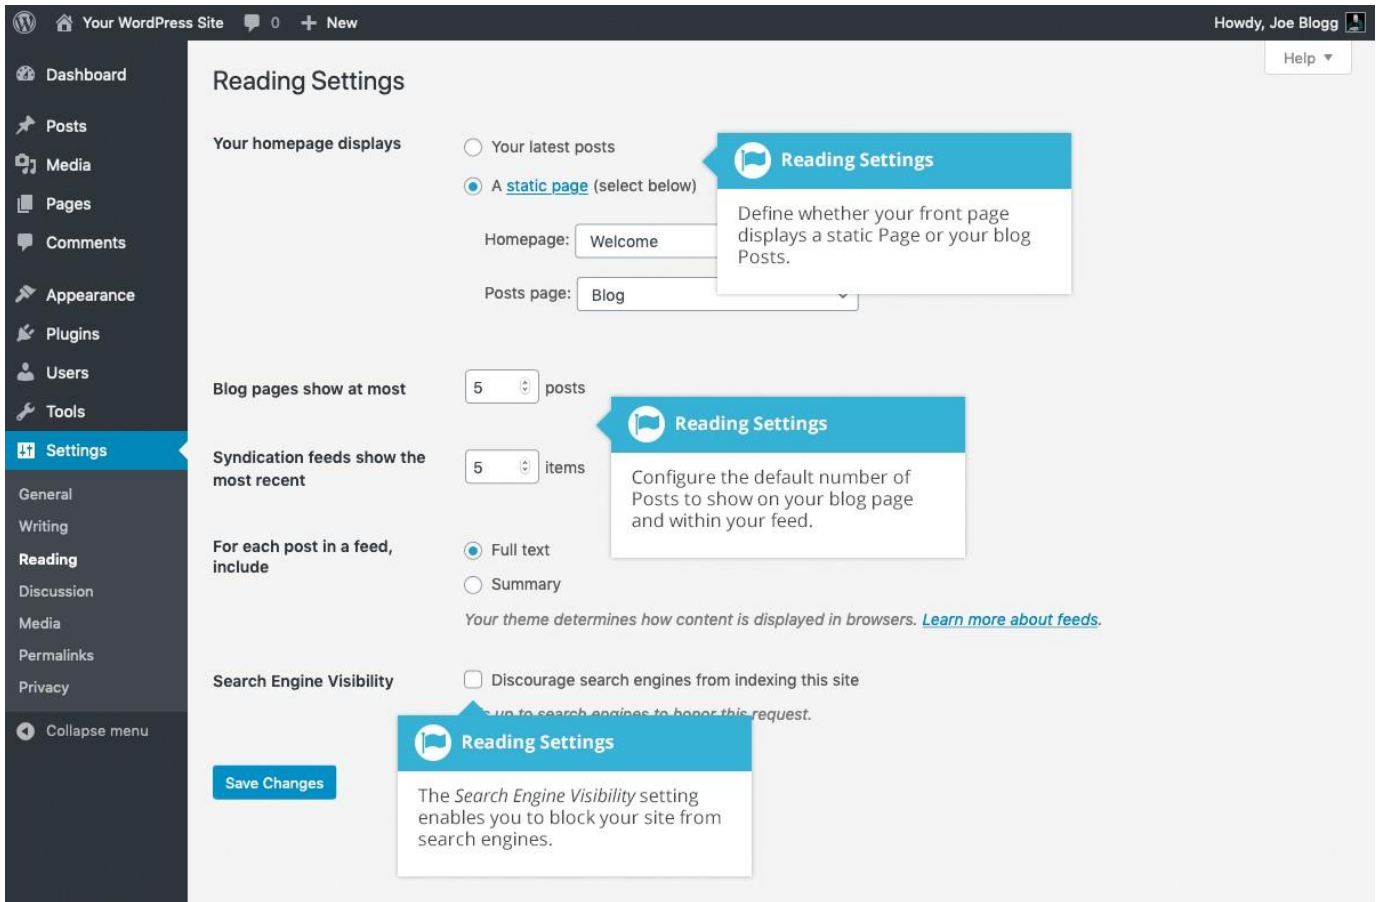 Your WordPress Site 0 + New Howdy, Joe Blogg
Help
Dashboard
Posts
Media
Pages
Comments
Appearance
Plugins
Users
Tools
Settings
General
Writing
Reading
Discussion
Media
Permalinks
Privacy
Collapse menu
Reading Settings
Your homepage displays
Your latest posts
A static page (select below)
Homepage: Welcome
Posts page: Blog
Reading Settings
Define whether your front page
displays a static Page or your blog
Posts.
Blog pages show at most
5 posts
Syndication feeds show the
most recent
5 items
Reading Settings
Configure the default number of
Posts to show on your blog page
and within your feed.
For each post in a feed,
include
Full text
Summary
Your theme determines how content is displayed in browsers. Learn more about feeds.
Search Engine Visibility
Discourage search engines from indexing this site
up to search engines to honor this request.
Reading Settings
The Search Engine Visibility setting
enables you to block your site from
search engines.
Save Changes